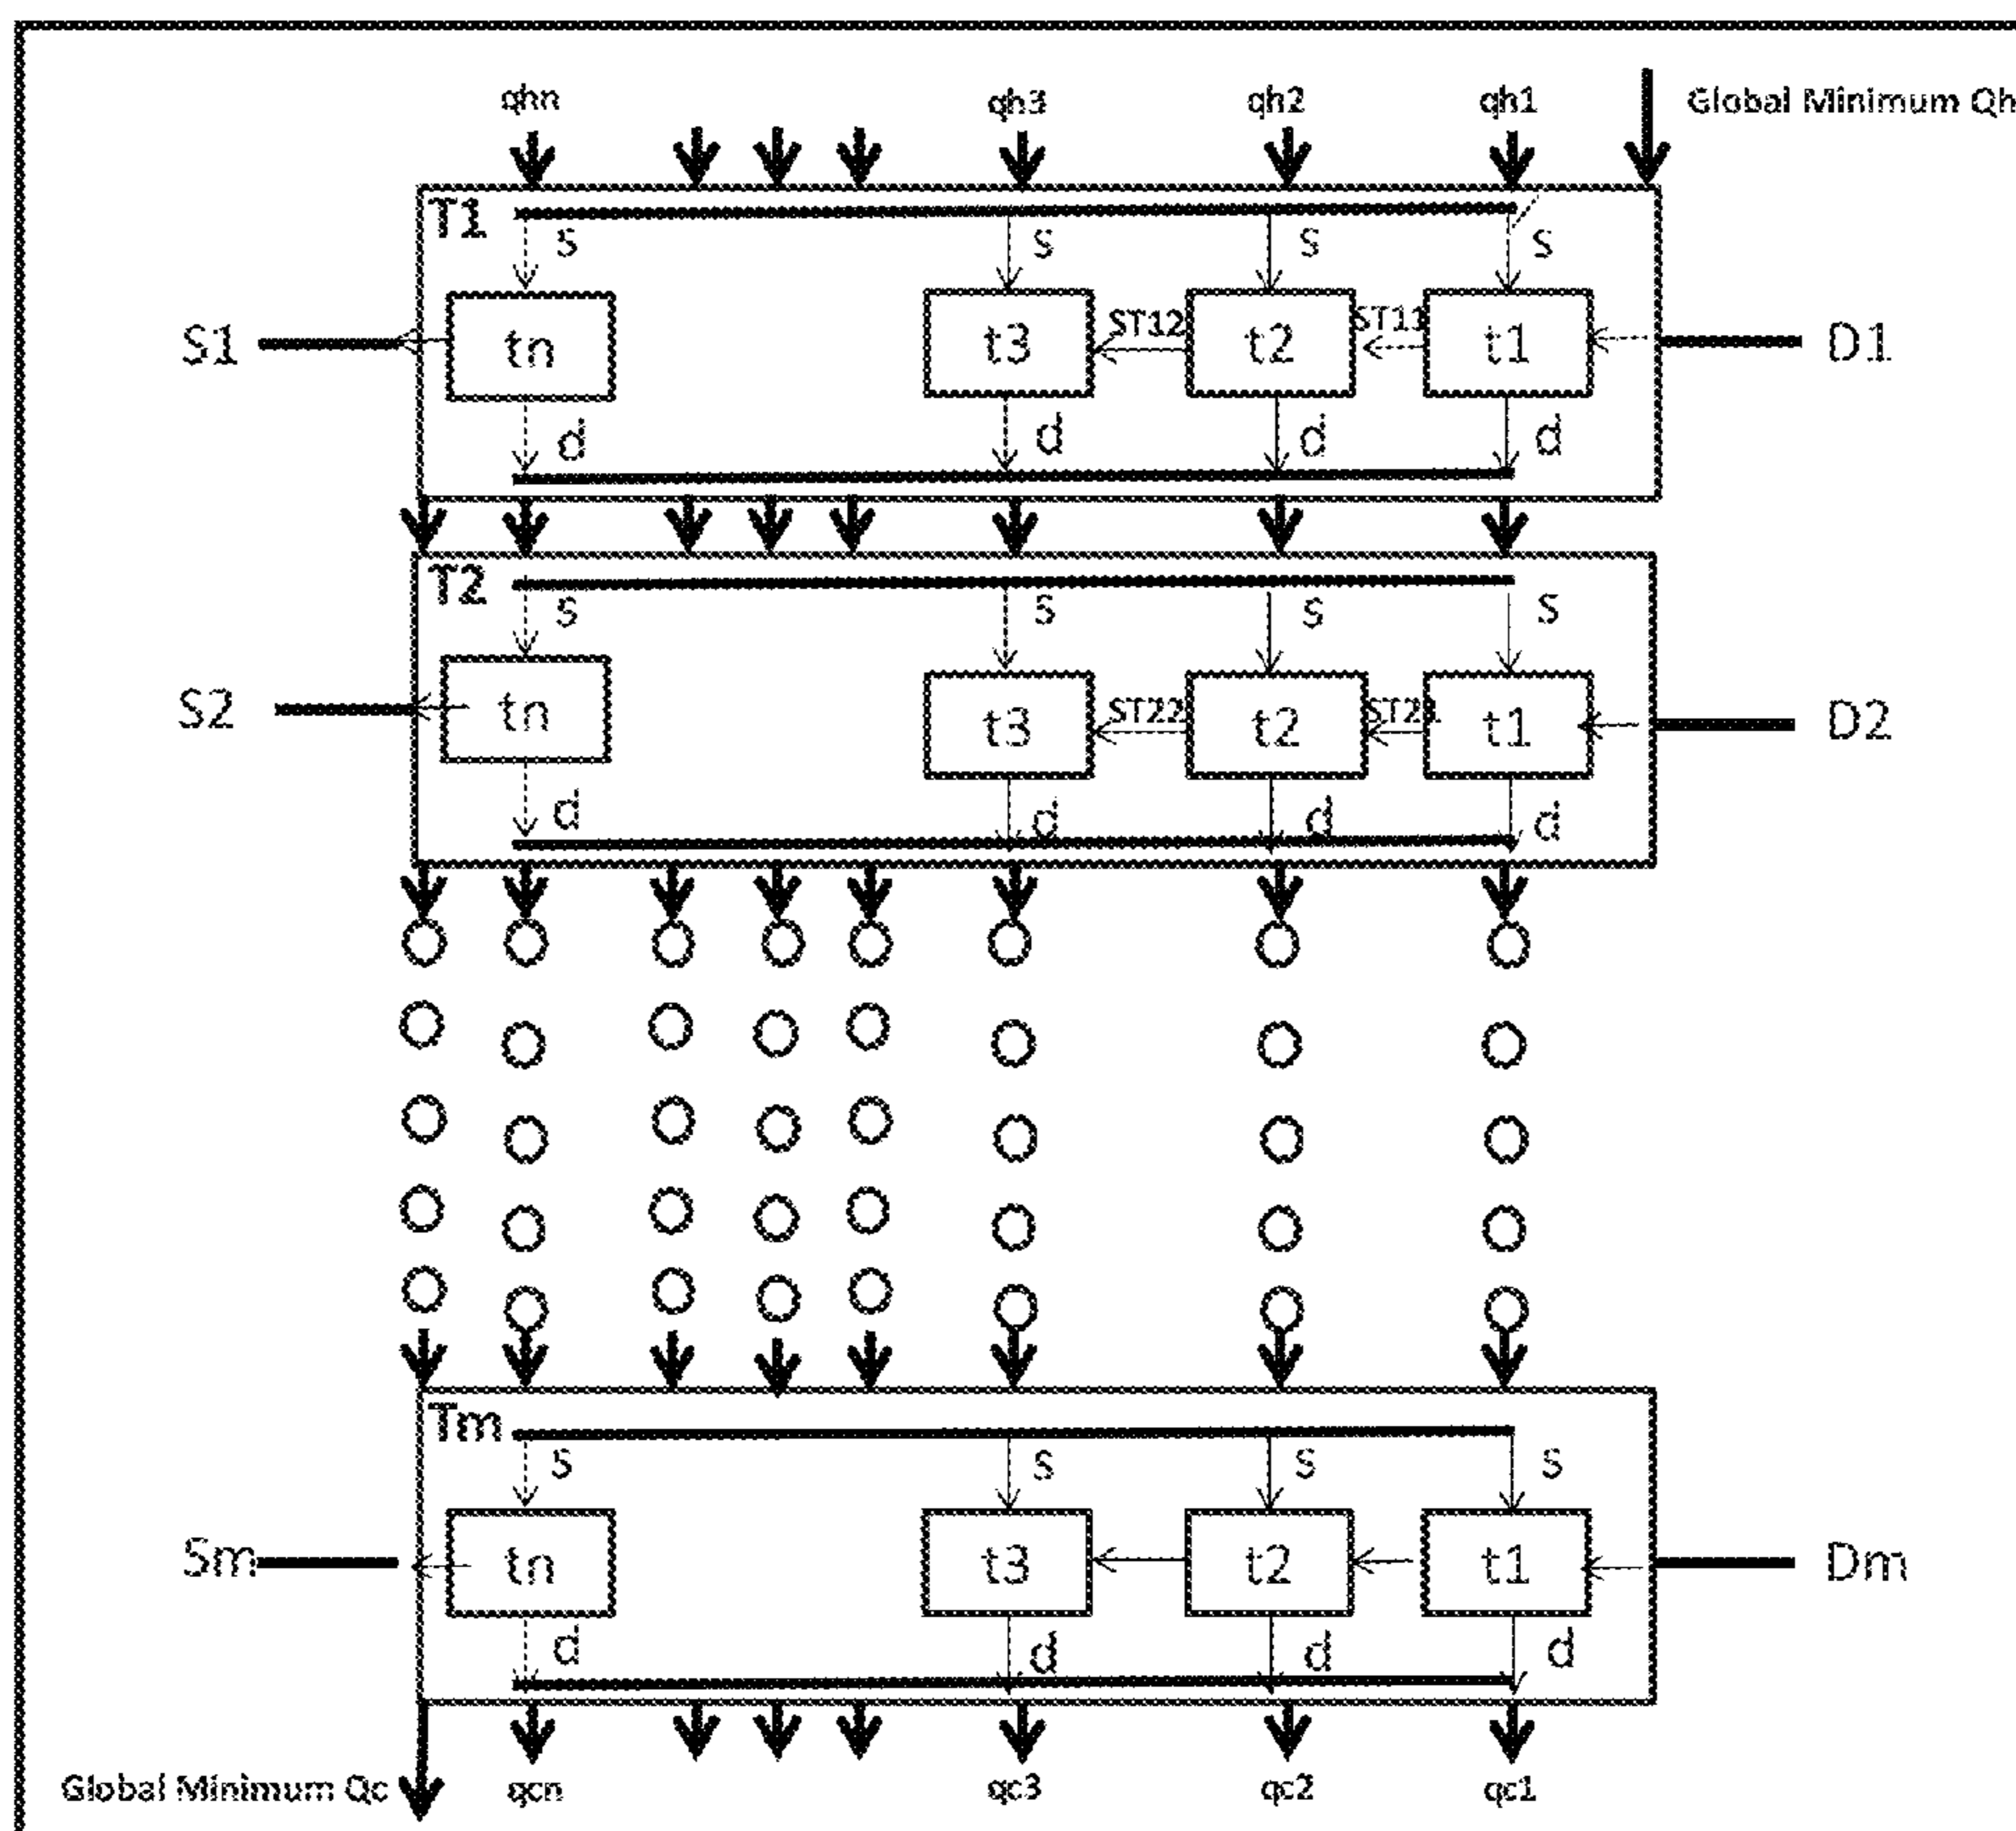 qhn qh3 qh2 qh1 Global Minimum Qh
T1
s s s s
S1 tn t3 ST12 t2 ST11 t1 D1
d d d d
T2
s s s s
S2 tn t3 ST22 t2 ST21 t1 D2
d d d d
Tm
s s s s
Sm tn t3 t2 t1 Dm
d d d d
Global Minimum Qc qcn qc3 qc2 qc1